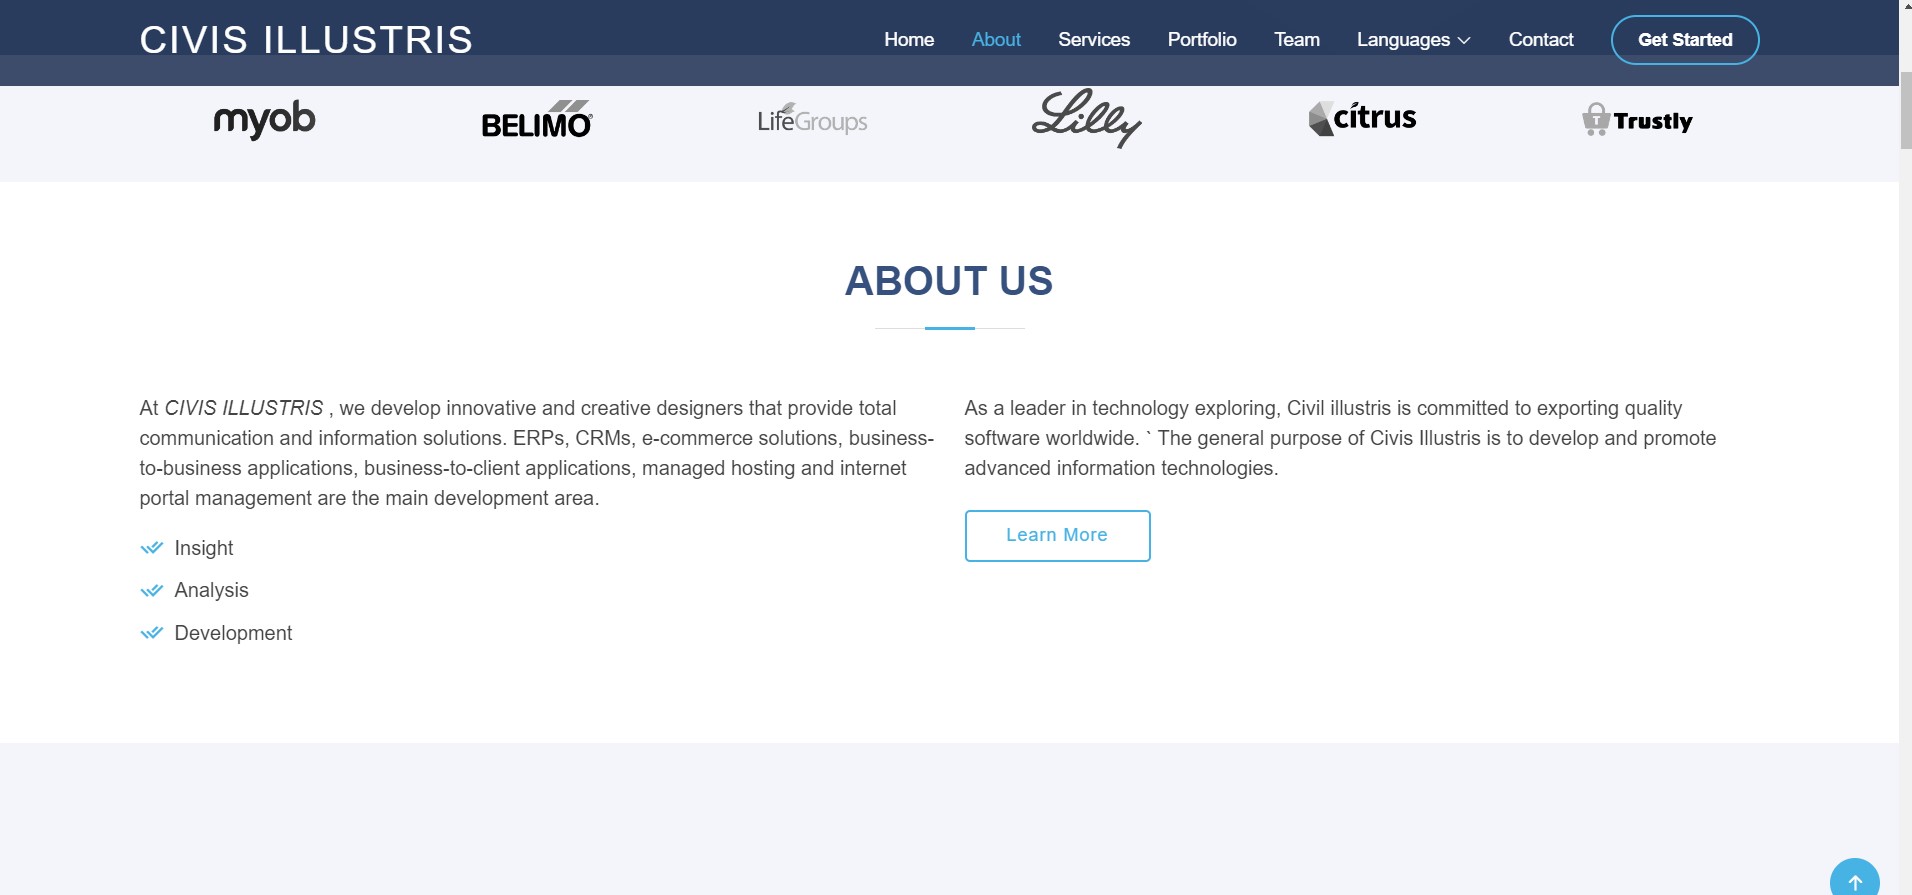 CIVIS ILLUSTRIS
Home About Services Portfolio Team Languages Contact Get Started
myob BELIMO® LifeGroups Lilly citrus Trustly
ABOUT US
At CIVIS ILLUSTRIS , we develop innovative and creative designers that provide total
communication and information solutions. ERPs, CRMs, e-commerce solutions, business-
to-business applications, business-to-client applications, managed hosting and internet
portal management are the main development area.
Insight
Analysis
Development
As a leader in technology exploring, Civil illustris is committed to exporting quality
software worldwide. ` The general purpose of Civis Illustris is to develop and promote
advanced information technologies.
Learn More